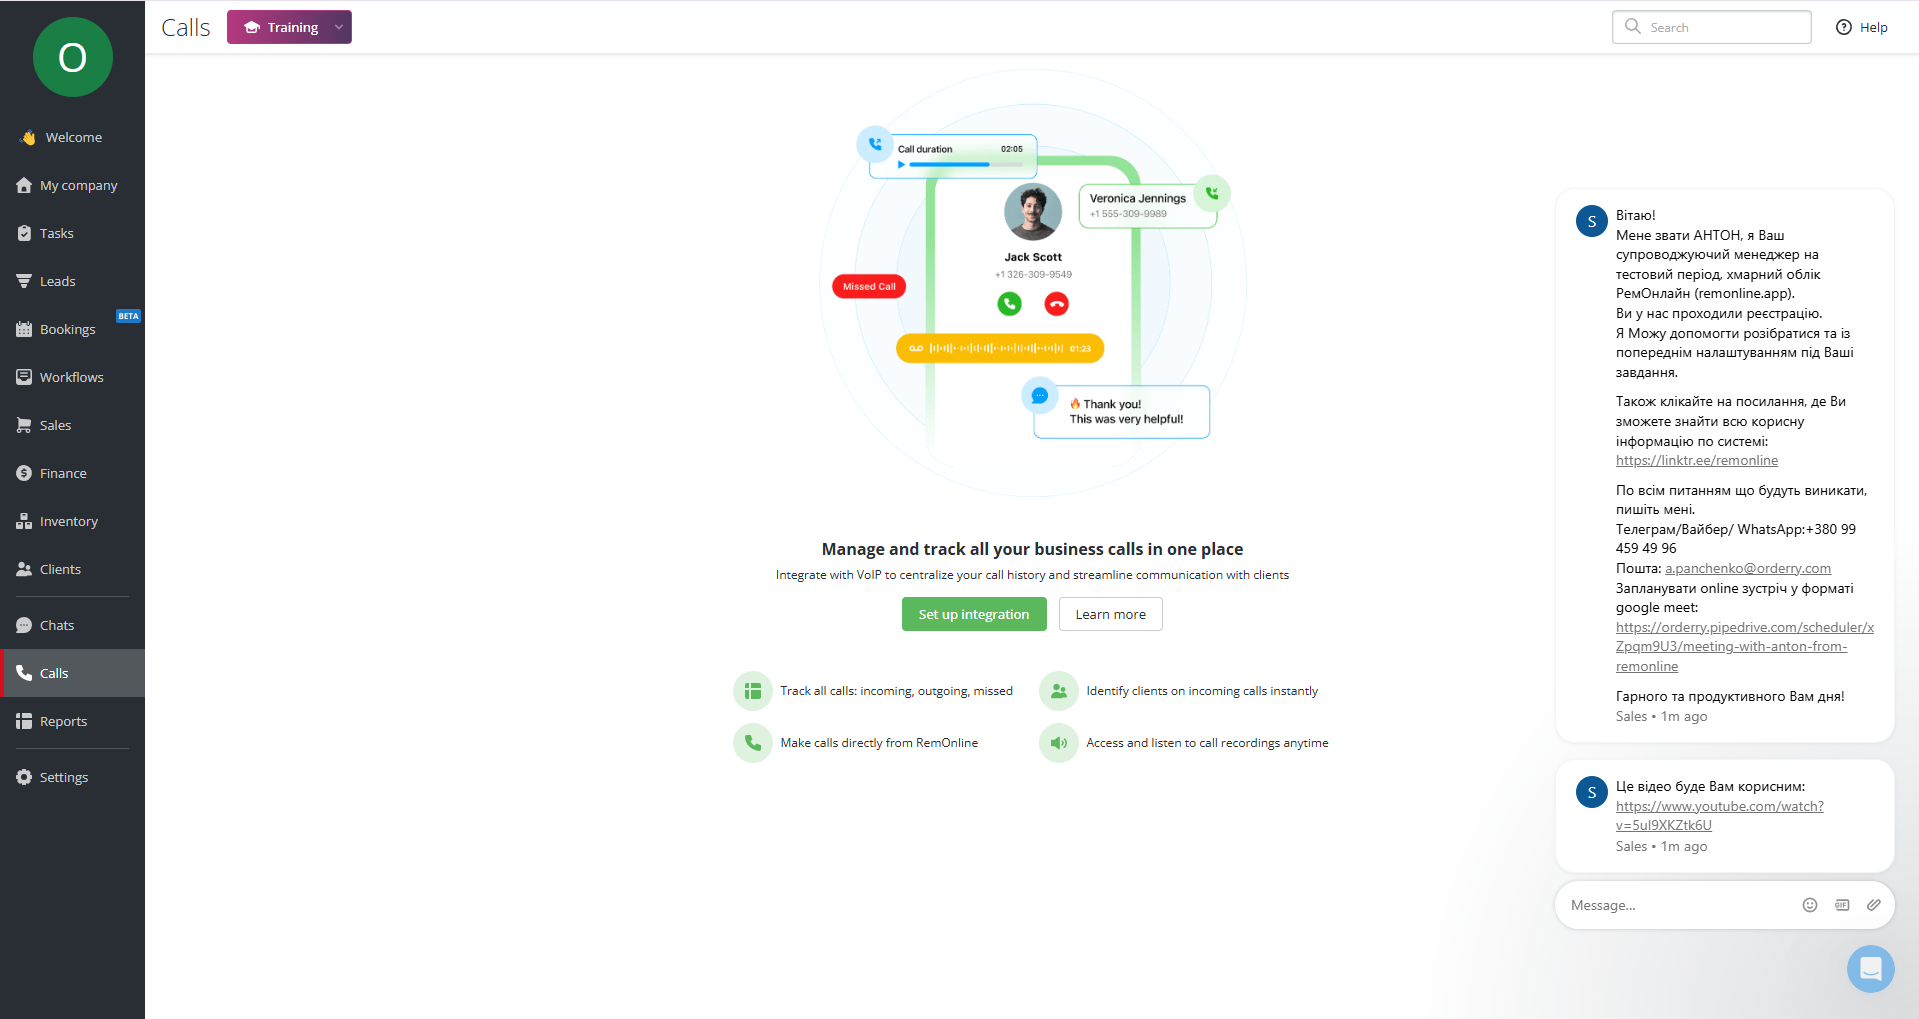 O
Welcome
My company
Tasks
Leads
BETA
Bookings
Workflows
Sales
Finance
Inventory
Clients
Chats
Calls
Reports
Settings
Calls
Training
Search
Help
Call duration 02:05
Veronica Jennings
+1 555-309-9989
Jack Scott
+1 326-309-9549
Missed Call
01:23
🔥 Thank you!
This was very helpful!
Manage and track all your business calls in one place
Integrate with VoIP to centralize your call history and streamline communication with clients
Set up integration
Learn more
Track all calls: incoming, outgoing, missed
Identify clients on incoming calls instantly
Make calls directly from RemOnline
Access and listen to call recordings anytime
S
Вітаю!
Мене звати АНТОН, я Ваш
супроводжуючий менеджер на
тестовий період, хмарний облік
РемОнлайн (remonline.app).
Ви у нас проходили реєстрацію.
Я Можу допомогти розібратися та із
попереднім налаштуванням під Ваші
завдання.
Також клікайте на посилання, де Ви
зможете знайти всю корисну
інформацію по системі:
https://linktr.ee/remonline
По всім питанням що будуть виникати,
пишіть мені.
Телеграм/Вайбер/ WhatsApp:+380 99
459 49 96
Пошта: a.panchenko@orderry.com
Запланувати online зустріч у форматі
google meet:
https://orderry.pipedrive.com/scheduler/x
Zpqm9U3/meeting-with-anton-from-
remonline
Гарного та продуктивного Вам дня!
Sales • 1m ago
S
Це відео буде Вам корисним:
https://www.youtube.com/watch?
v=5ul9XKZtk6U
Sales • 1m ago
Message...
GIF